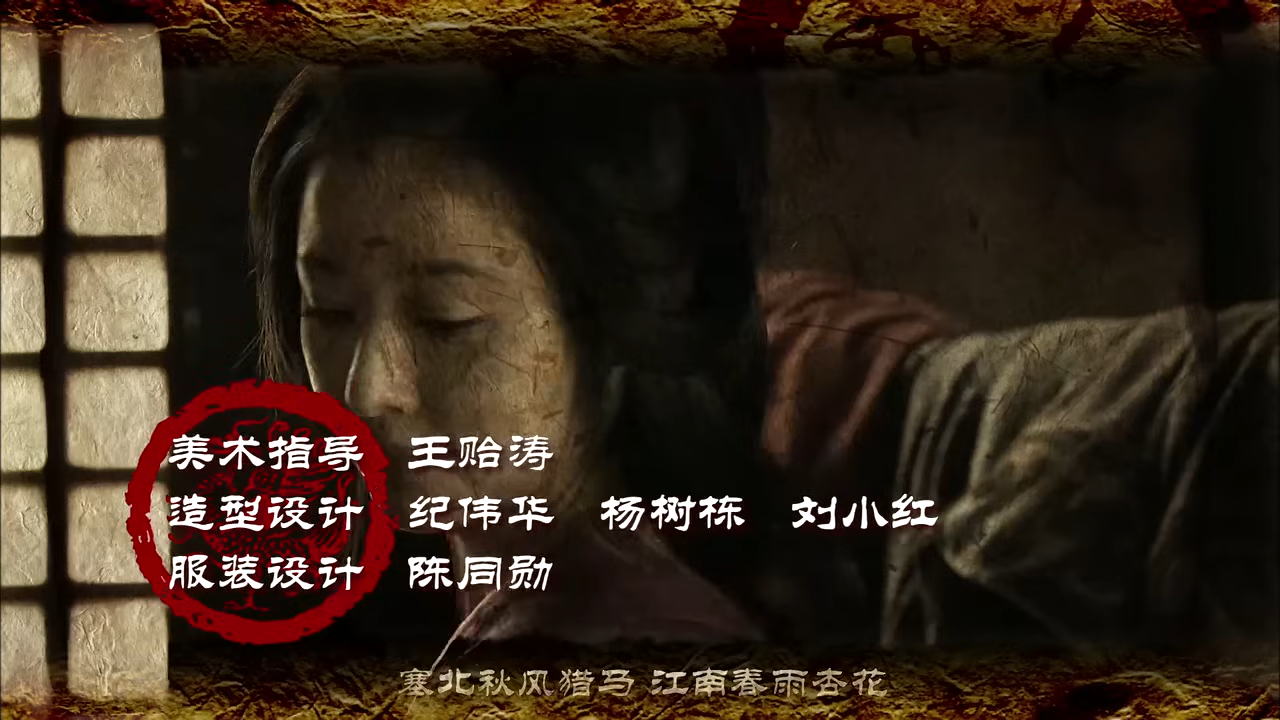 美术指导 王贻涛
造型设计 纪伟华 杨树栋 刘小红
服装设计 陈同勋
塞北秋风猎马 江南春雨杏花